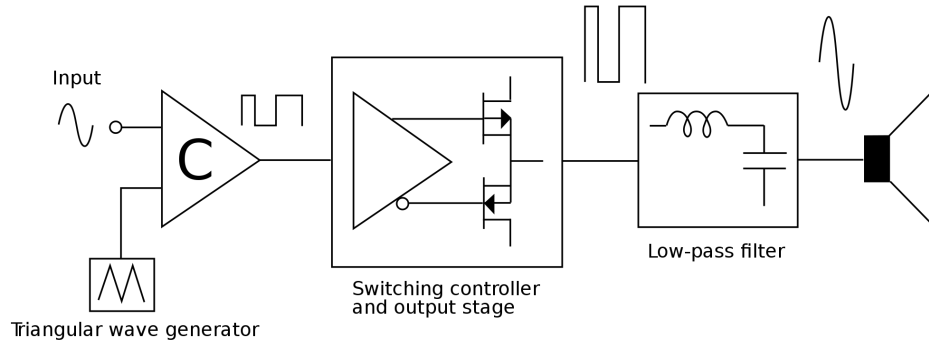 Input
C
Low-pass filter
Switching controller
and output stage
Triangular wave generator